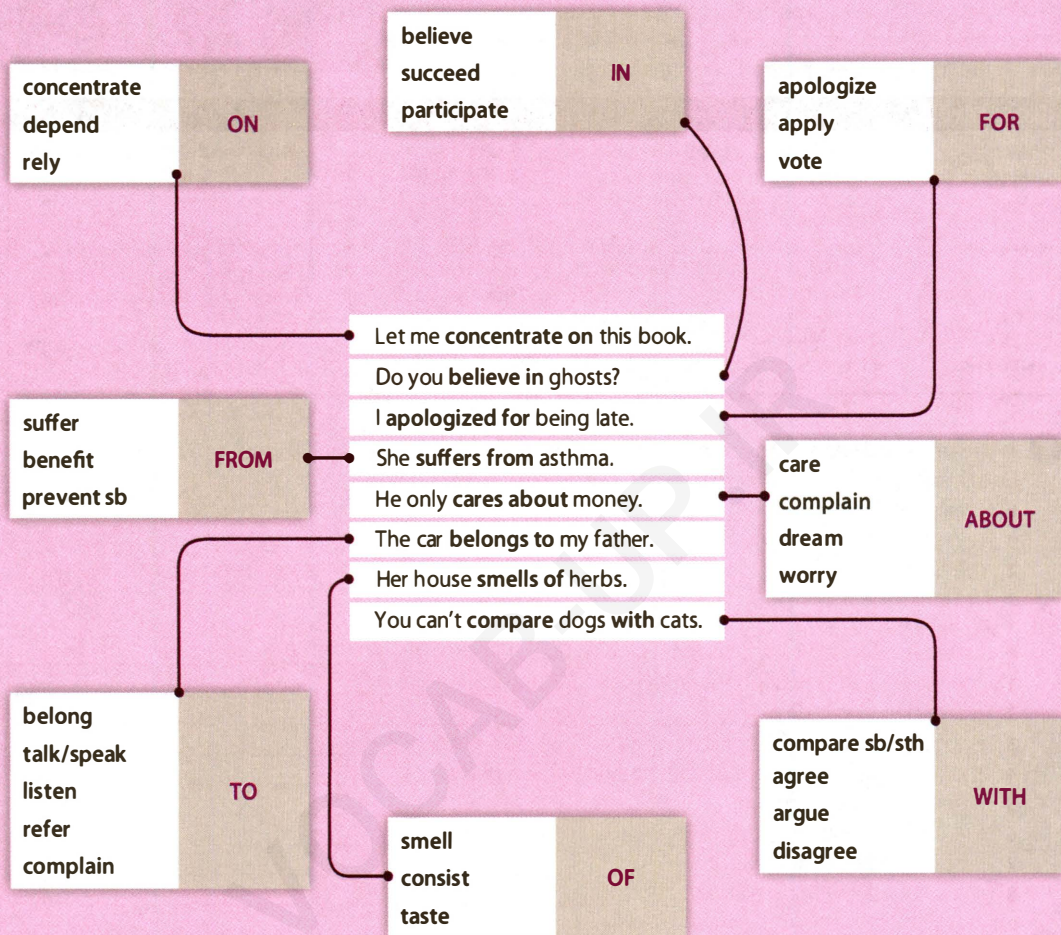 believe
succeed
participate
IN
concentrate
depend
rely
ON
apologize
apply
vote
FOR
Let me concentrate on this book.
Do you believe in ghosts?
I apologized for being late.
She suffers from asthma.
He only cares about money.
The car belongs to my father.
Her house smells of herbs.
You can't compare dogs with cats.
suffer
benefit
prevent sb
FROM
care
complain
dream
worry
ABOUT
belong
talk/speak
listen
refer
complain
TO
smell
consist
taste
OF
compare sb/sth
agree
argue
disagree
WITH
VOCAB-UP.IR